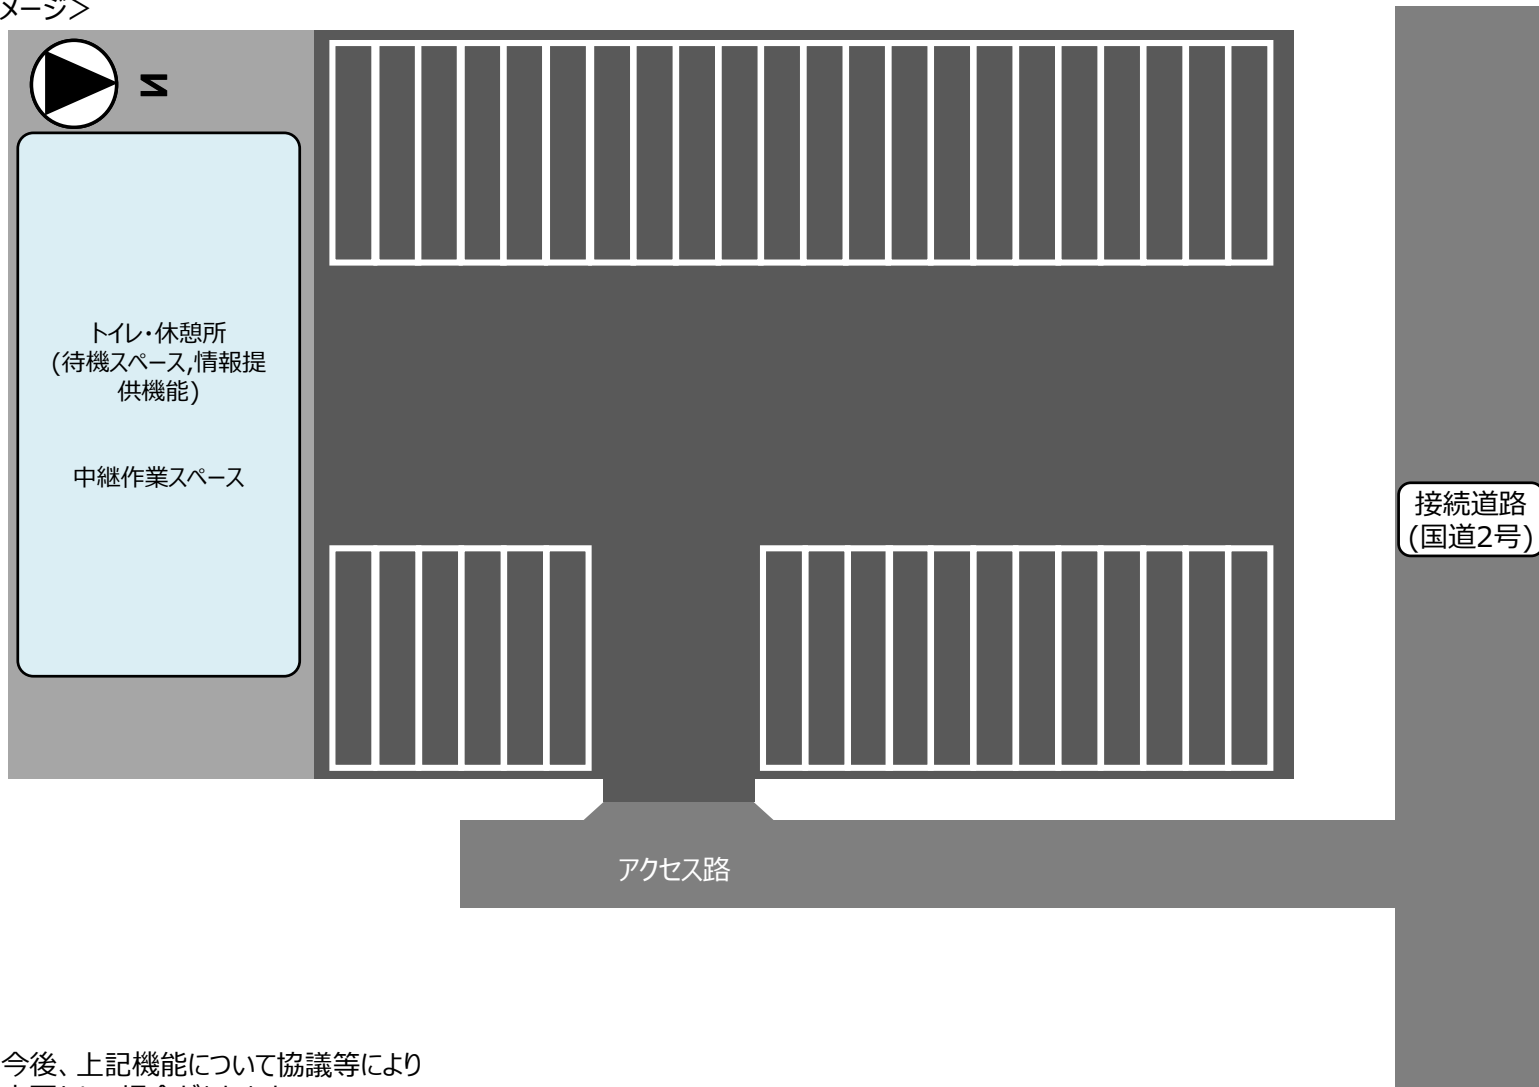 メージ＞
N
トイレ・休憩所
(待機スペース,情報提
供機能)
中継作業スペース
接続道路
(国道2号)
アクセス路
今後、上記機能について協議等により